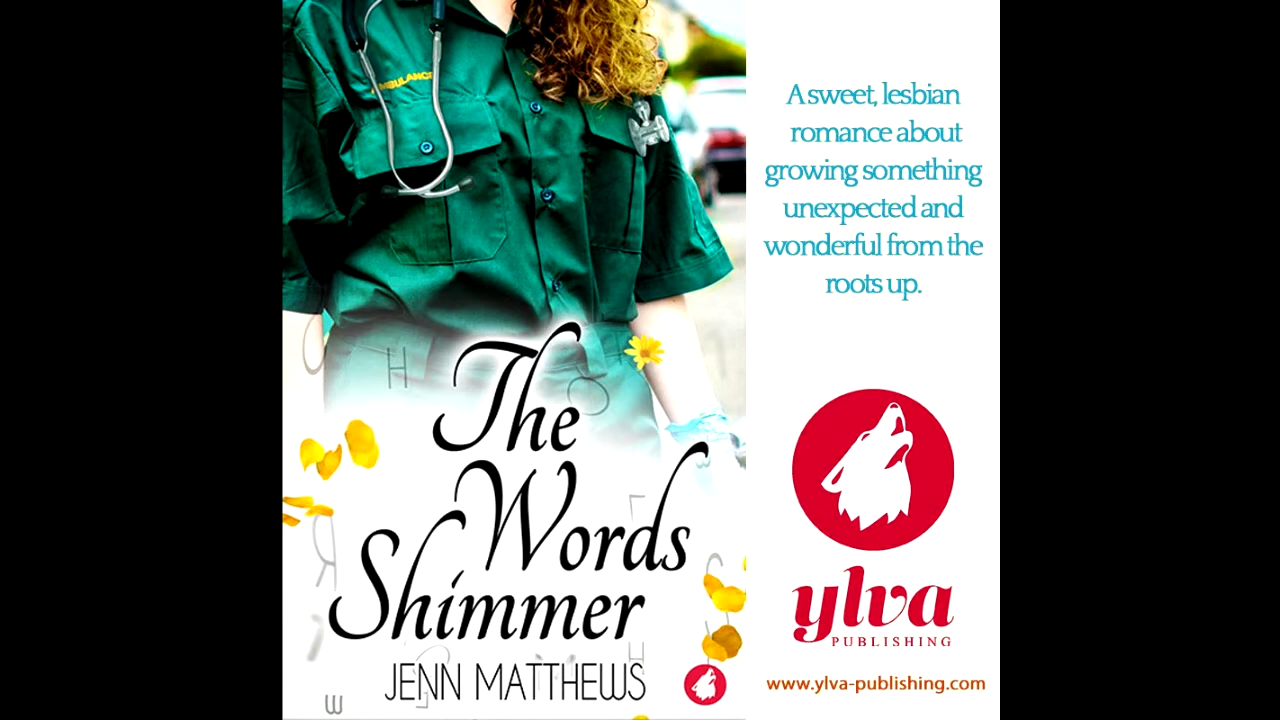 AMBULANCE
The
Words
Shimmer
JENN MATTHEWS
A sweet, lesbian
romance about
growing something
unexpected and
wonderful from the
roots up.
ylva
PUBLISHING
www.ylva-publishing.com